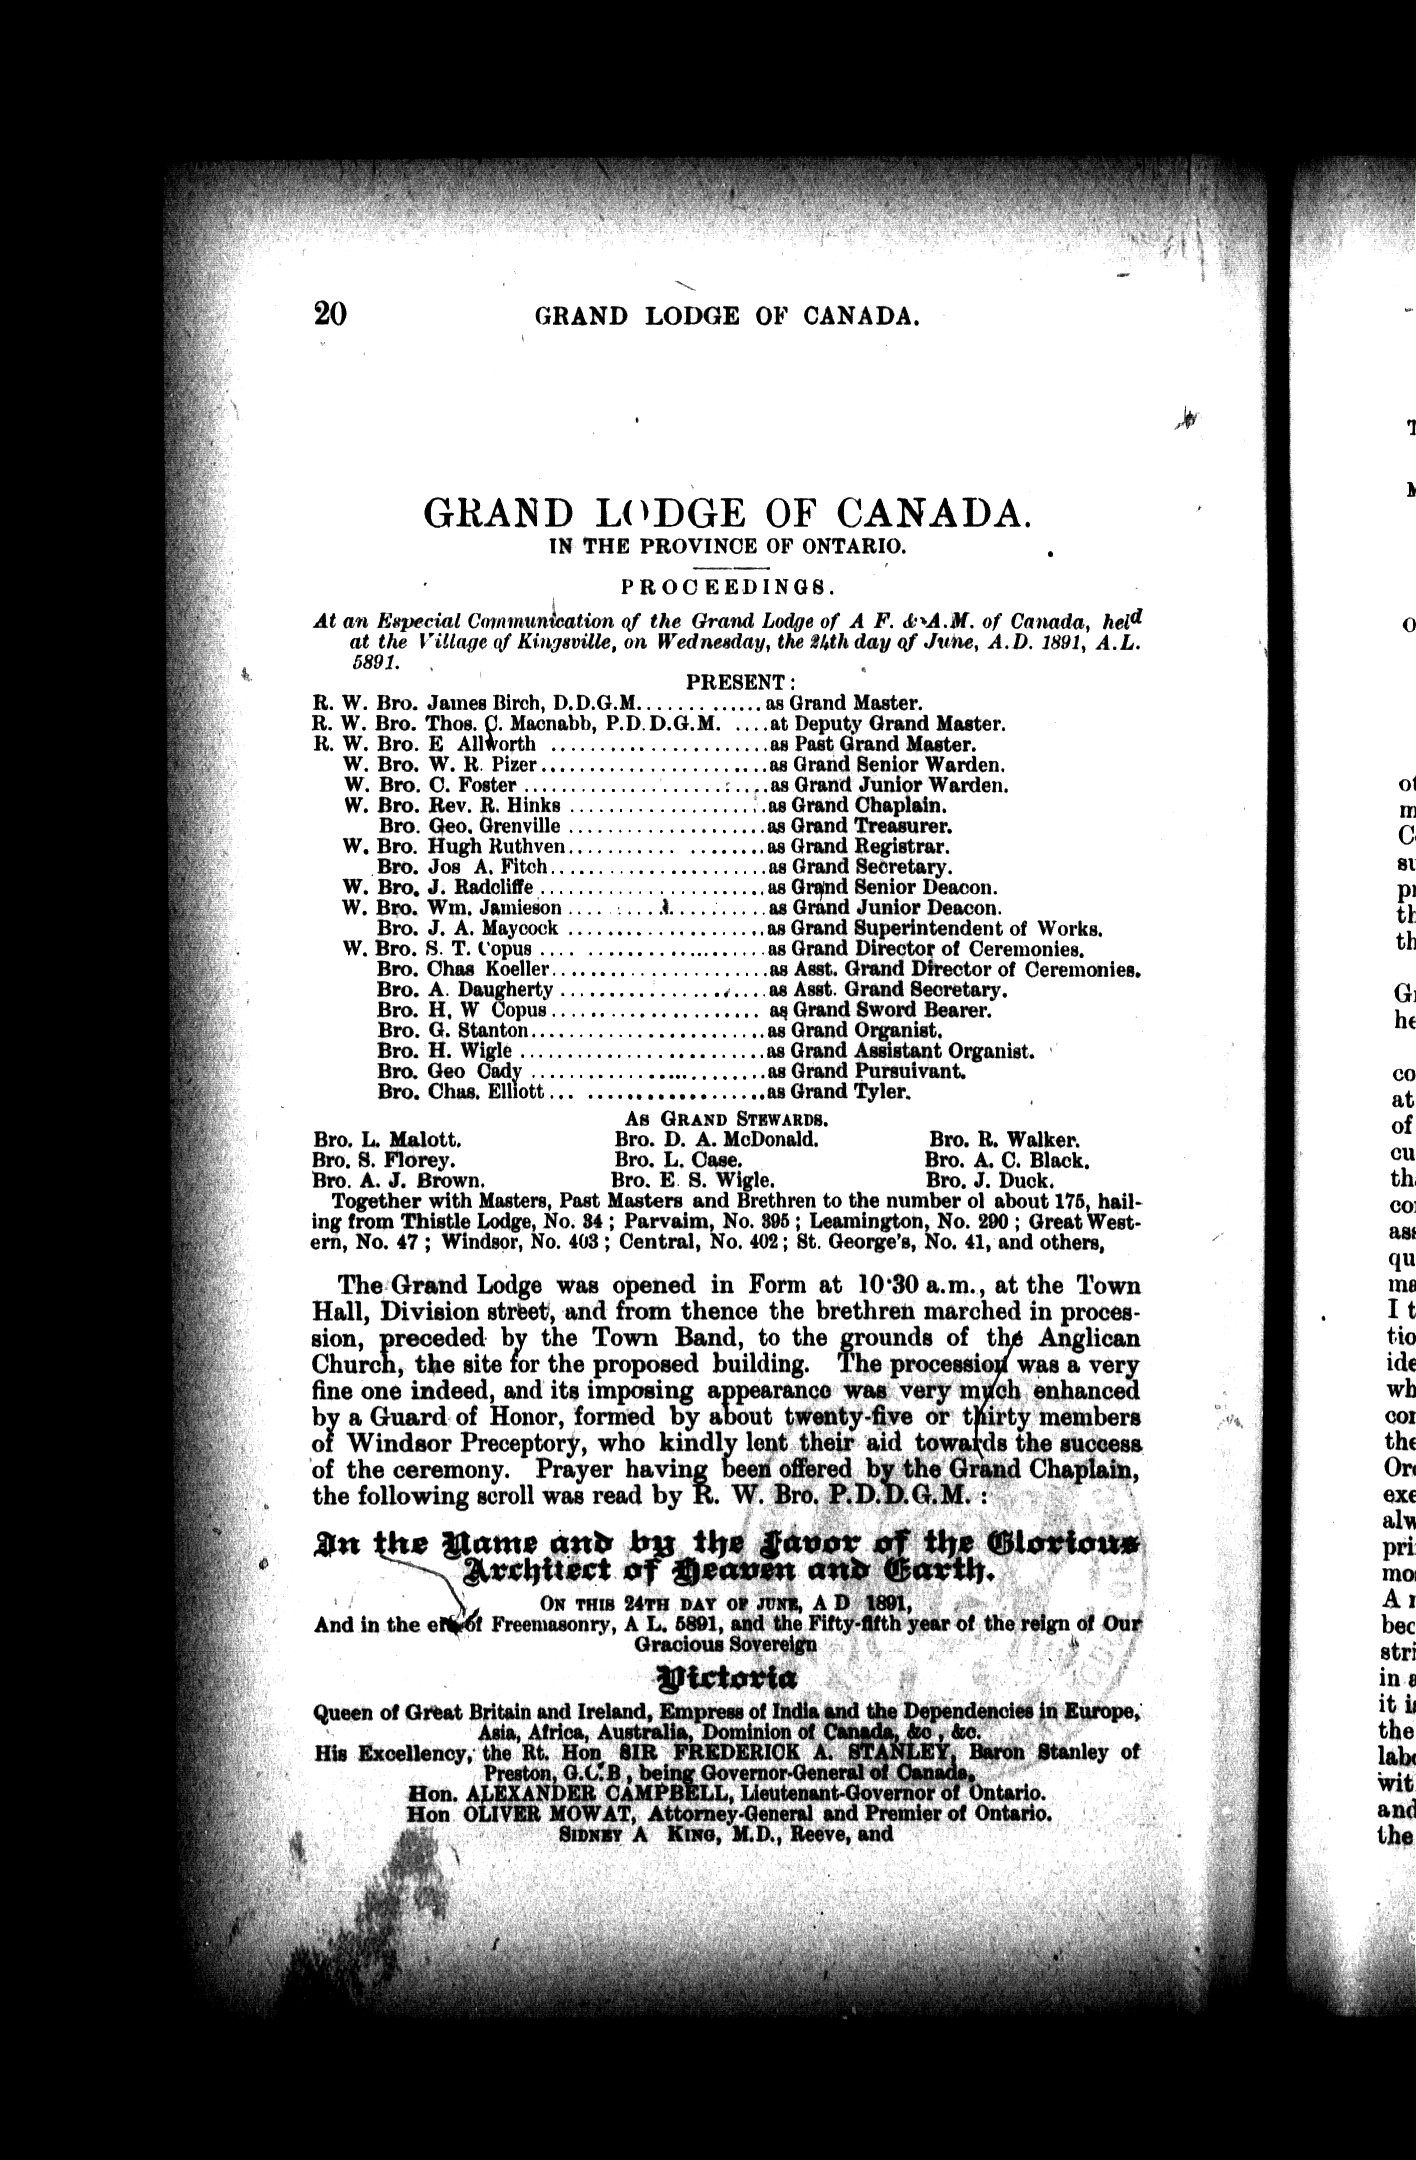 20 GRAND LODGE OF CANADA.
GRAND LODGE OF CANADA.
IN THE PROVINCE OF ONTARIO.
PROCEEDINGS.
At an Especial Communication of the Grand Lodge of A F. & A.M. of Canada, held
at the Village of Kingsville, on Wednesday, the 24th day of June, A.D. 1891, A.L.
5891.
PRESENT:
R. W. Bro. James Birch, D.D.G.M. ............ as Grand Master.
R. W. Bro. Thos. C. Macnabb, P.D.D.G.M. ....at Deputy Grand Master.
R. W. Bro. E Allworth ......................as Past Grand Master.
W. Bro. W. R. Pizer......................as Grand Senior Warden.
W. Bro. C. Foster ........................as Grand Junior Warden.
W. Bro. Rev. R. Hinks ....................as Grand Chaplain.
Bro. Geo. Grenville ....................as Grand Treasurer.
W. Bro. Hugh Ruthven........... ........as Grand Registrar.
Bro. Jos A. Fitch......................as Grand Secretary.
W. Bro. J. Radcliffe .......................as Grand Senior Deacon.
W. Bro. Wm. Jamieson .... ...............as Grand Junior Deacon.
Bro. J. A. Maycock ....................as Grand Superintendent of Works.
W. Bro. S. T. Copus .... ..................as Grand Director of Ceremonies.
Bro. Chas Koeller......................as Asst. Grand Director of Ceremonies.
Bro. A. Daugherty .....................as Asst. Grand Secretary.
Bro. H. W Copus..................... as Grand Sword Bearer.
Bro. G. Stanton........................as Grand Organist.
Bro. H. Wigle .........................as Grand Assistant Organist.
Bro. Geo Cady ........................as Grand Pursuivant.
Bro. Chas. Elliott... ..................as Grand Tyler.
AS GRAND STEWARDS.
Bro. L. Malott. Bro. D. A. McDonald. Bro. R. Walker.
Bro. S. Florey. Bro. L. Case. Bro. A. C. Black.
Bro. A. J. Brown. Bro. E. S. Wigle. Bro. J. Duck.
Together with Masters, Past Masters and Brethren to the number ol about 175, hail-
ing from Thistle Lodge, No. 34 ; Parvaim, No. 395 ; Leamington, No. 290 ; Great West-
ern, No. 47 ; Windsor, No. 403 ; Central, No. 402 ; St. George's, No. 41, and others,
The Grand Lodge was opened in Form at 10·30 a.m., at the Town
Hall, Division street, and from thence the brethren marched in proces-
sion, preceded by the Town Band, to the grounds of the Anglican
Church, the site for the proposed building. The procession was a very
fine one indeed, and its imposing appearance was very much enhanced
by a Guard of Honor, formed by about twenty-five or thirty members
of Windsor Preceptory, who kindly lent their aid towards the success
of the ceremony. Prayer having been offered by the Grand Chaplain,
the following scroll was read by R. W. Bro. P.D.D.G.M. :
In the Name and by the Favor of the Glorious
Architect of Heaven and Earth.
ON THIS 24TH DAY OF JUNE, A D 1891,
And in the era of Freemasonry, A L. 5891, and the Fifty-fifth year of the reign of Our
Gracious Sovereign
Victoria
Queen of Great Britain and Ireland, Empress of India and the Dependencies in Europe,
Asia, Africa, Australia, Dominion of Canada, &c , &c.
His Excellency, the Rt. Hon. SIR FREDERICK A. STANLEY, Baron Stanley of
Preston, G.C.B , being Governor-General of Canada,
Hon. ALEXANDER CAMPBELL, Lieutenant-Governor of Ontario.
Hon OLIVER MOWAT, Attorney-General and Premier of Ontario.
SIDNEY A KING, M.D., Reeve, and